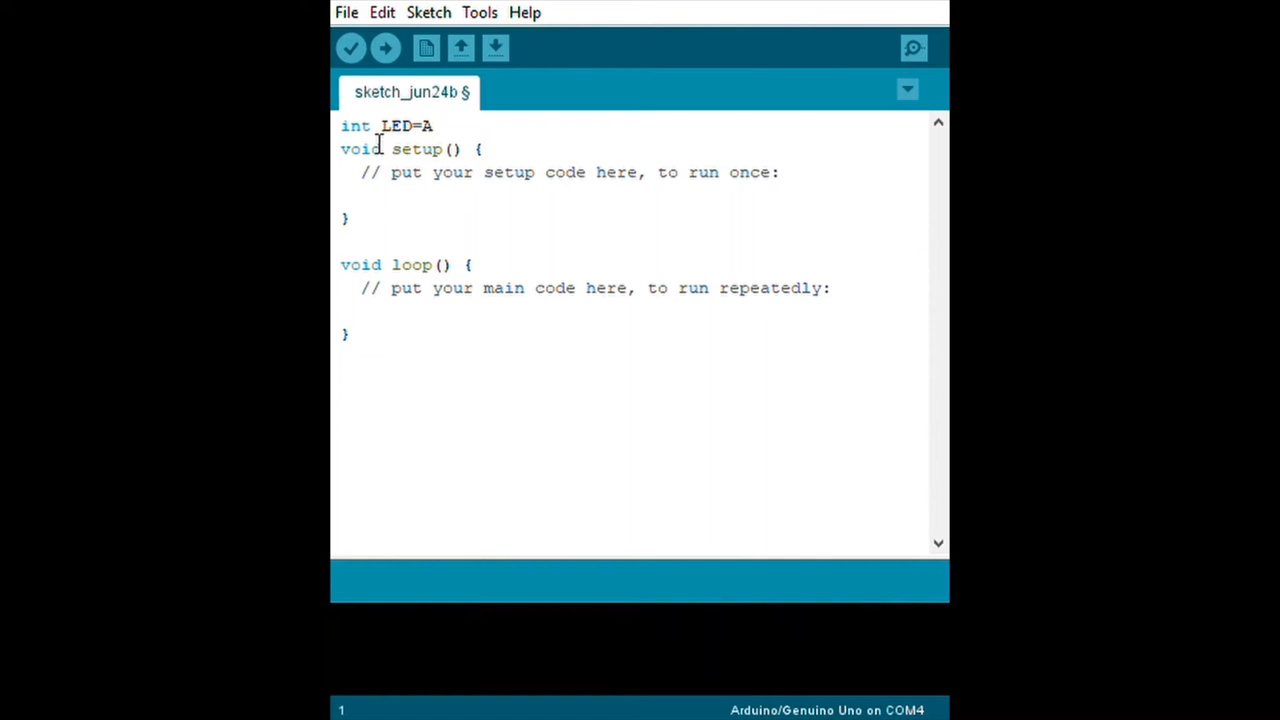 File Edit Sketch Tools Help
sketch_jun24b §
int LED=A
void setup() {
// put your setup code here, to run once:
}
void loop() {
// put your main code here, to run repeatedly:
}
1 Arduino/Genuino Uno on COM4